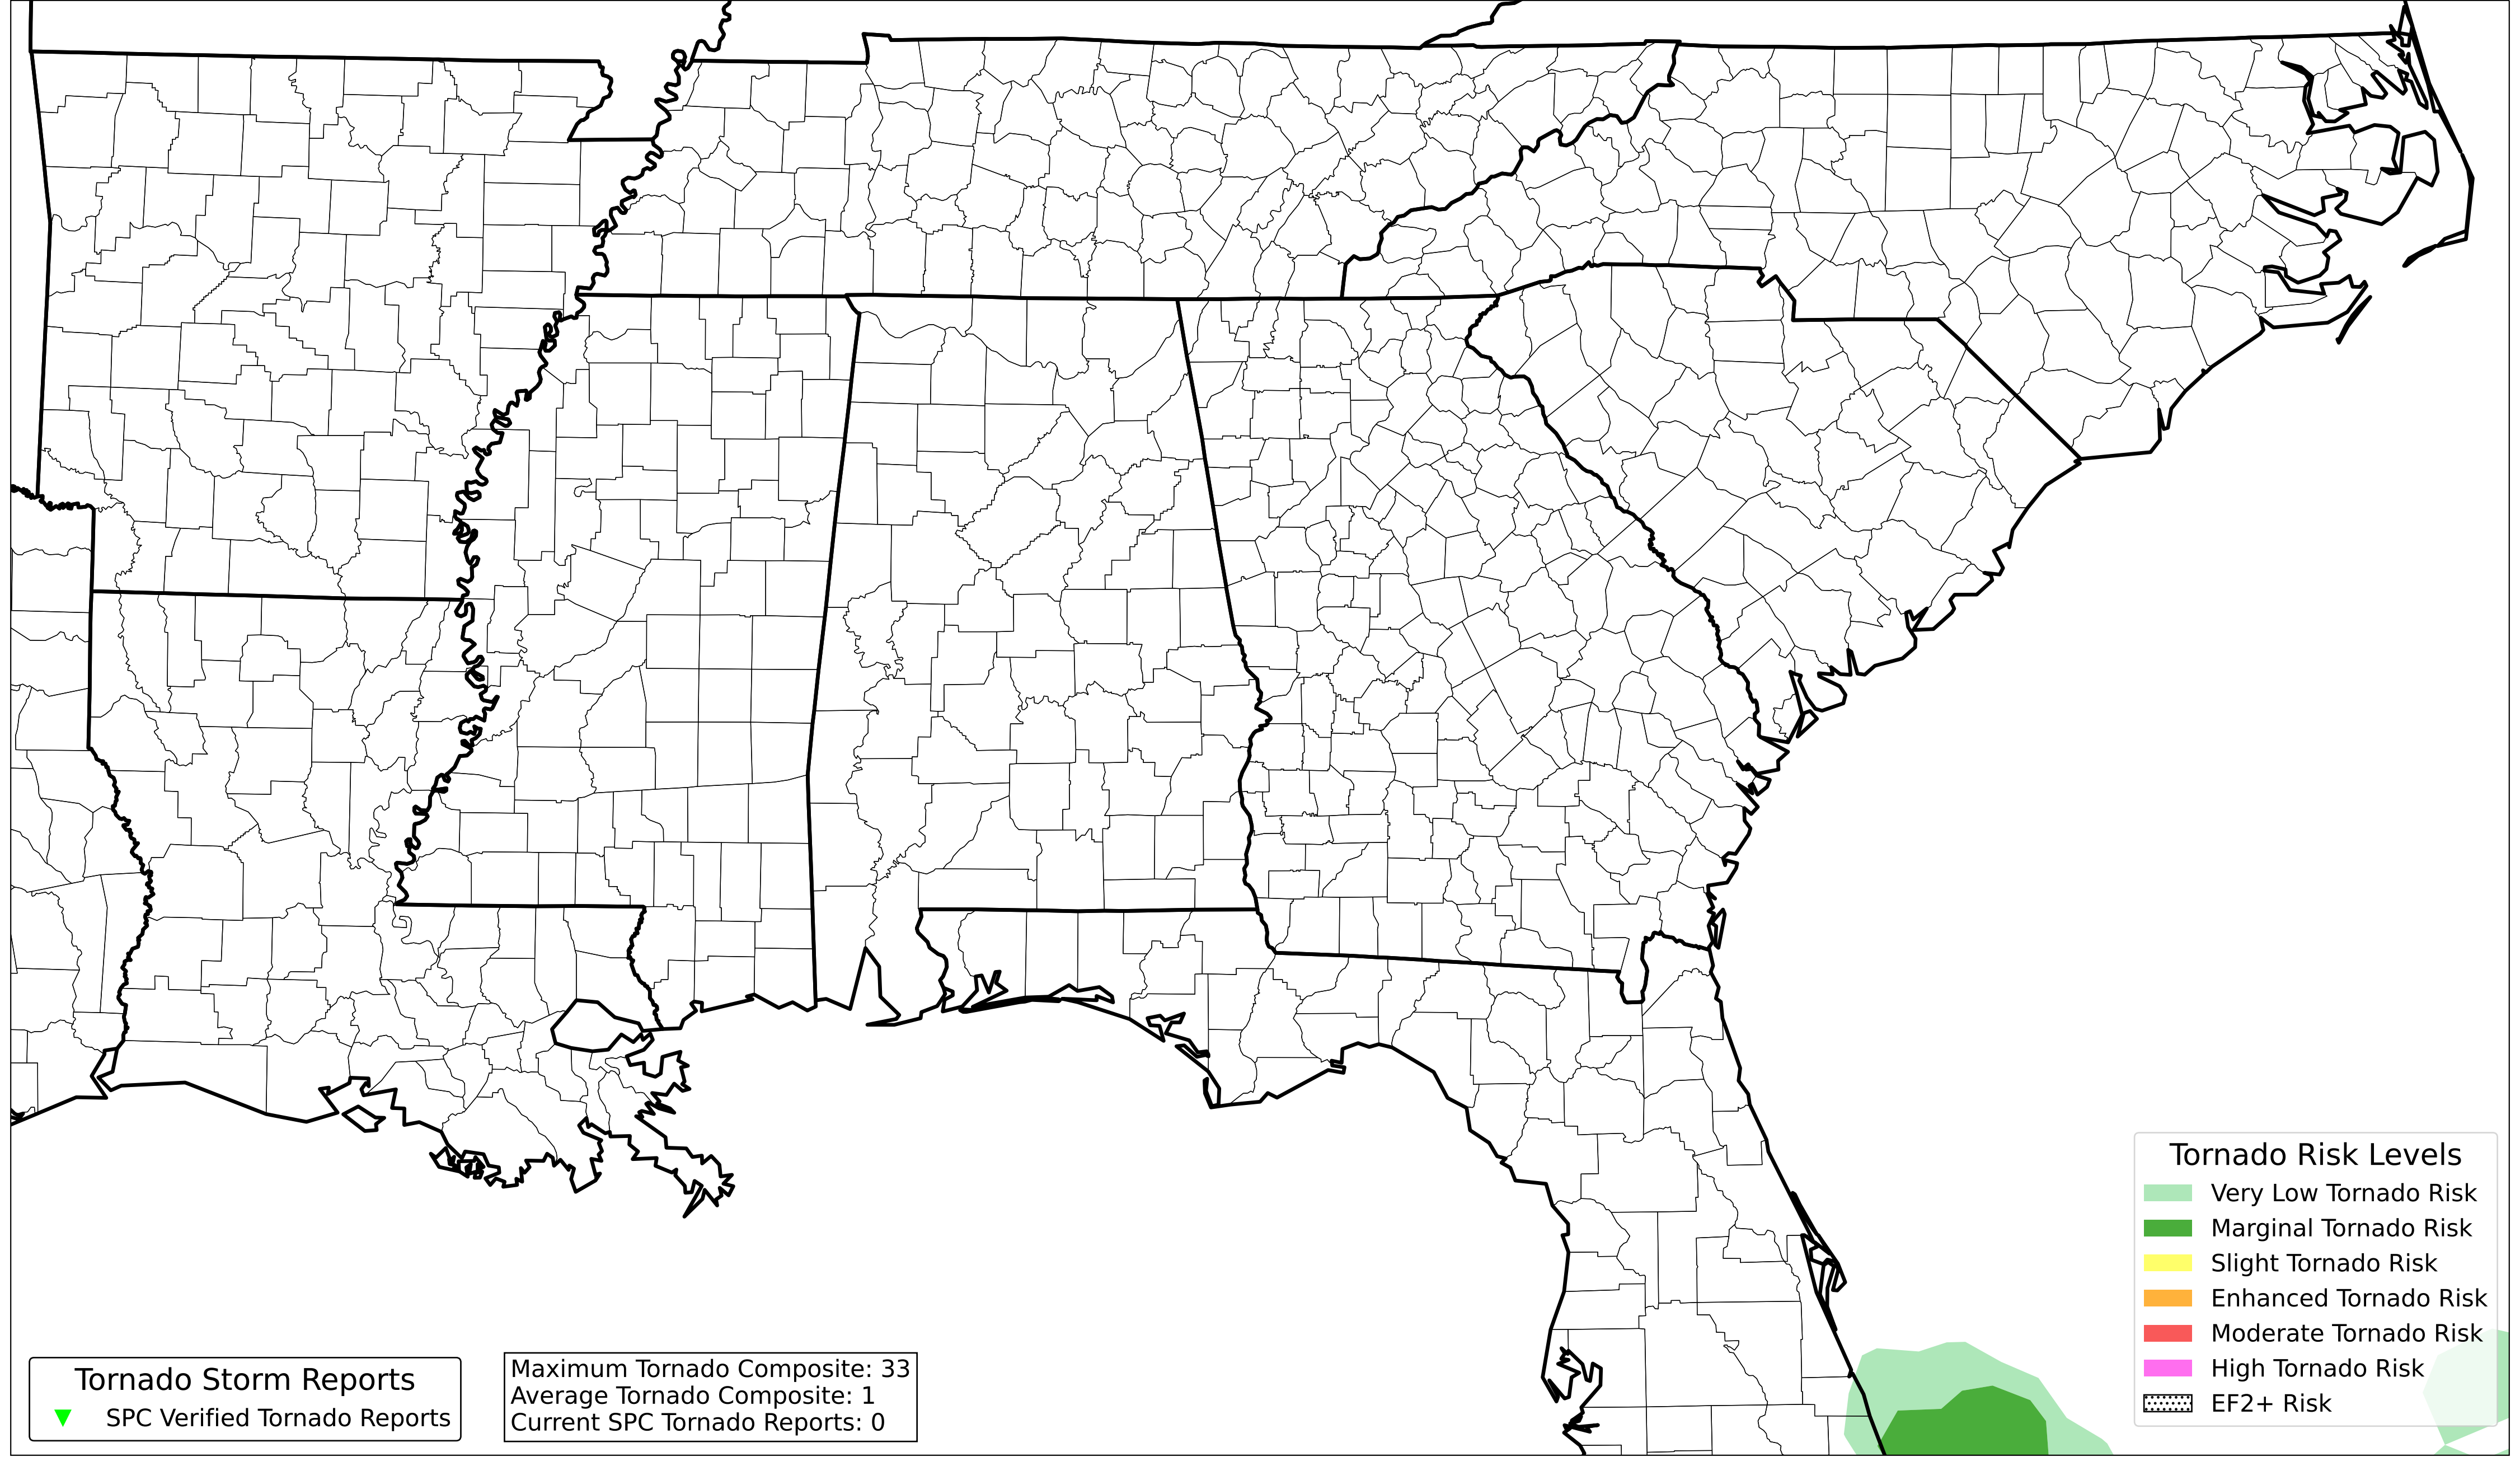 Tornado Risk Levels
Very Low Tornado Risk
Marginal Tornado Risk
Slight Tornado Risk
Enhanced Tornado Risk
Moderate Tornado Risk
High Tornado Risk
EF2+ Risk
Tornado Storm Reports
SPC Verified Tornado Reports
Maximum Tornado Composite: 33
Average Tornado Composite: 1
Current SPC Tornado Reports: 0